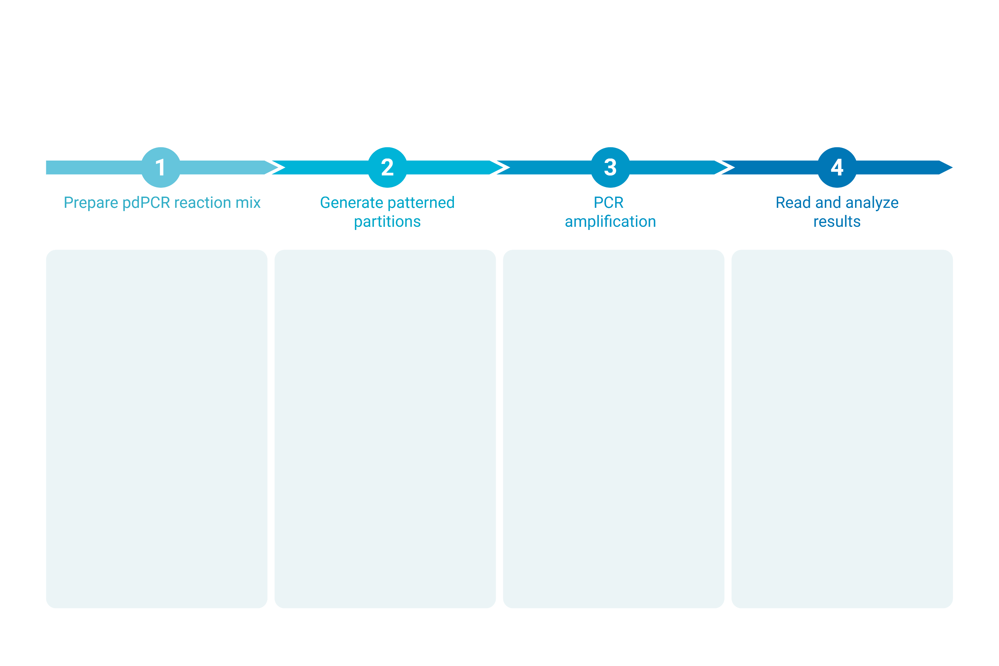 1
Prepare pdPCR reaction mix
2
Generate patterned
partitions
3
PCR
amplification
4
Read and analyze
results